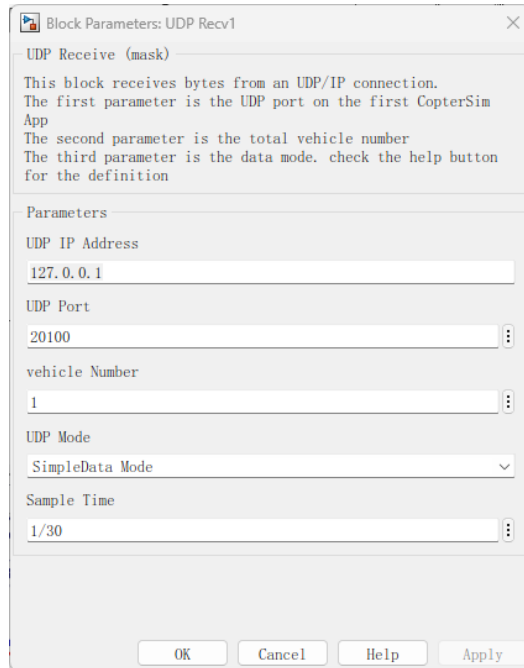 Block Parameters: UDP Recv1
UDP Receive (mask)
This block receives bytes from an UDP/IP connection.
The first parameter is the UDP port on the first CopterSim
App
The second parameter is the total vehicle number
The third parameter is the data mode. check the help button
for the definition
Parameters
UDP IP Address
127.0.0.1
UDP Port
20100
vehicle Number
1
UDP Mode
SimpleData Mode
Sample Time
1/30
OK Cancel Help Apply